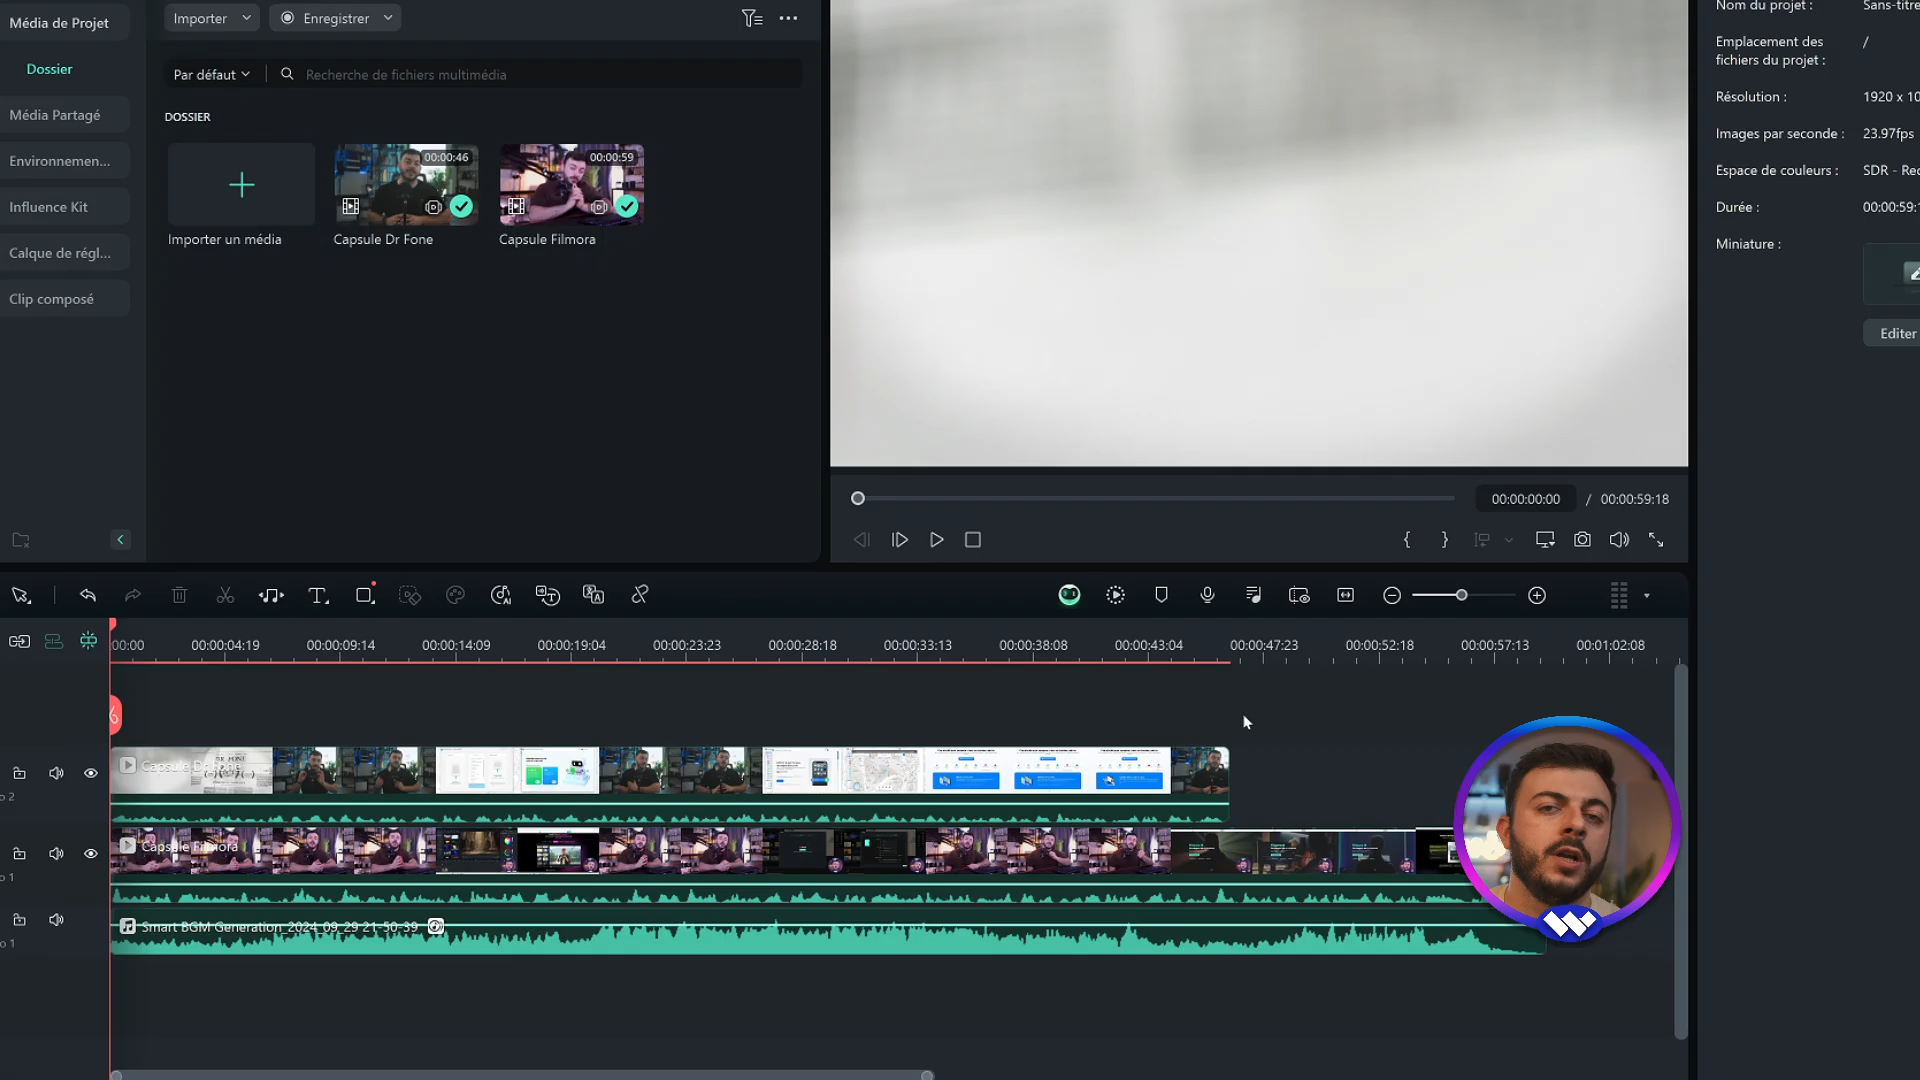 Média de Projet
Dossier
Média Partagé
Environnemen...
Influence Kit
Calque de régl...
Clip composé
Importer
Enregistrer
Par défaut
Recherche de fichiers multimédia
DOSSIER
00:00:46
00:00:59
Importer un média
Capsule Dr Fone
Capsule Filmora
00:00:00:00 / 00:00:59:18
Nom du projet : Sans-titre
Emplacement des fichiers du projet : /
Résolution : 1920 x 10
Images par seconde : 23.97fps
Espace de couleurs : SDR - Rec
Durée : 00:00:59:1
Miniature :
Editer
:00:00 00:00:04:19 00:00:09:14 00:00:14:09 00:00:19:04 00:00:23:23 00:00:28:18 00:00:33:13 00:00:38:08 00:00:43:04 00:00:47:23 00:00:52:18 00:00:57:13 00:01:02:08
Capsule Dr Fone
o 2
Capsule Filmora
o 1
Smart BGM Generation_2024_09_29 21-50-39
o 1